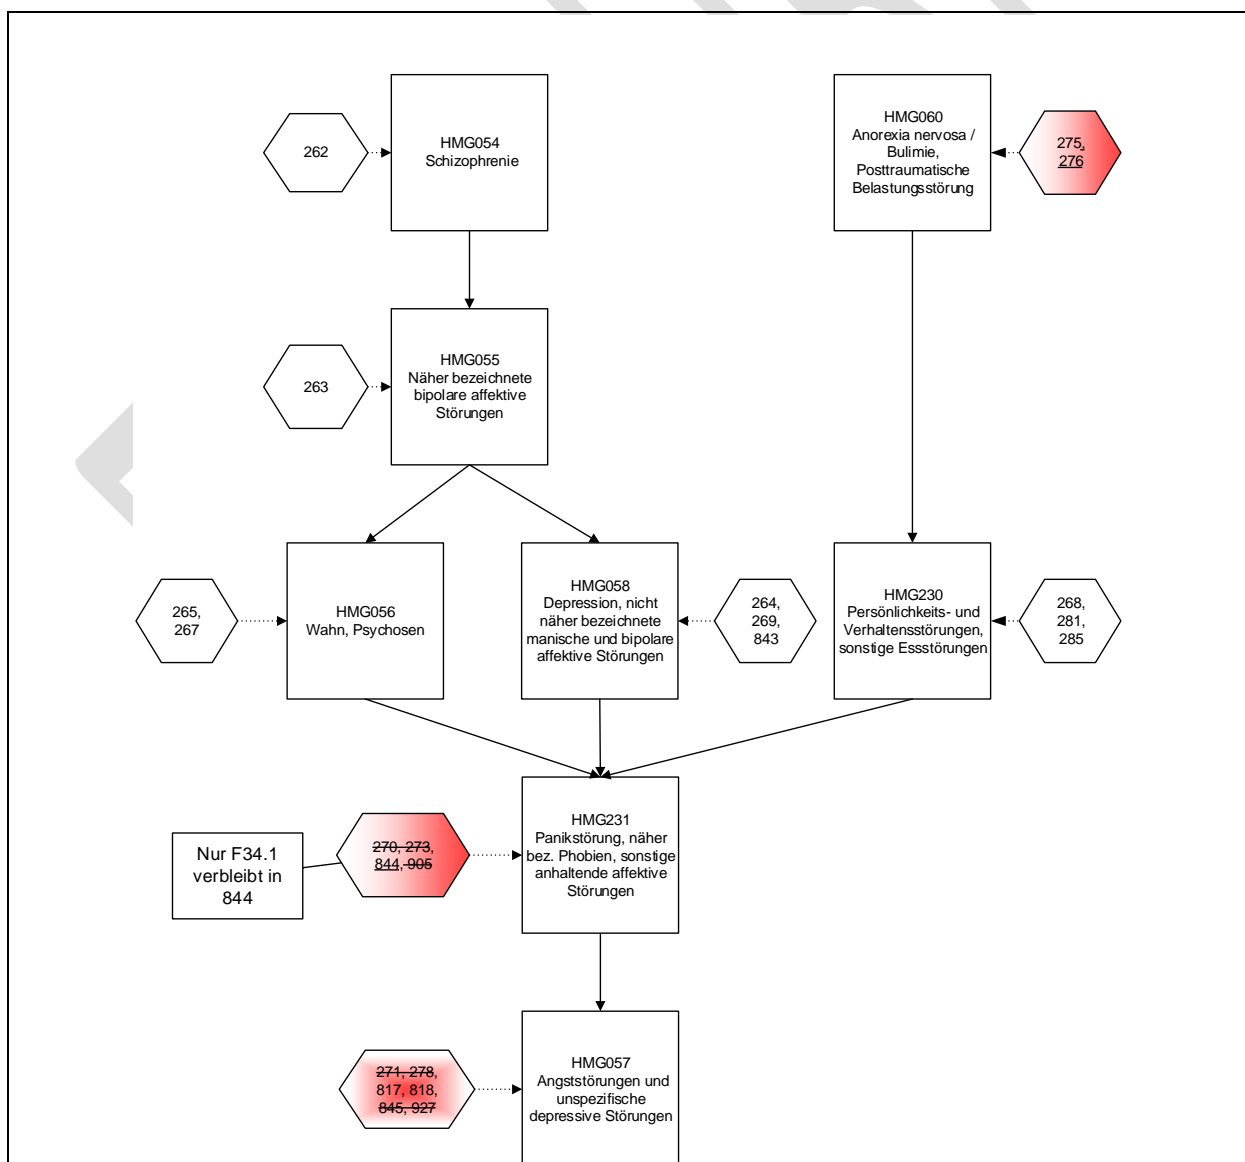 262
HMG054
Schizophrenie
HMG060
Anorexia nervosa /
Bulimie,
Posttraumatische
Belastungsstörung
275,
276
263
HMG055
Näher bezeichnete
bipolare affektive
Störungen
265,
267
HMG056
Wahn, Psychosen
HMG058
Depression, nicht
näher bezeichnete
manische und bipolare
affektive Störungen
264,
269,
843
HMG230
Persönlichkeits- und
Verhaltensstörungen,
sonstige Essstörungen
268,
281,
285
Nur F34.1
verbleibt in
844
270, 273,
844, 905
HMG231
Panikstörung, näher
bez. Phobien, sonstige
anhaltende affektive
Störungen
271, 278,
817, 818,
845, 927
HMG057
Angststörungen und
unspezifische
depressive Störungen